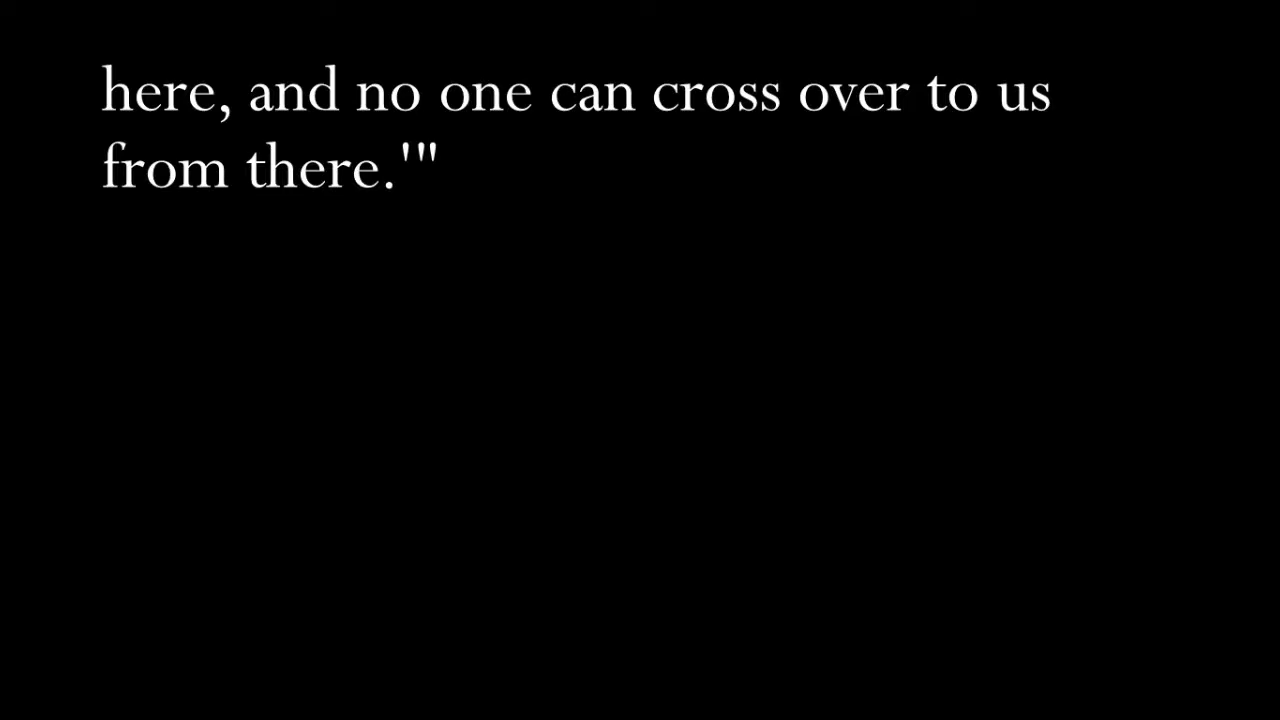 here, and no one can cross over to us
from there.'"